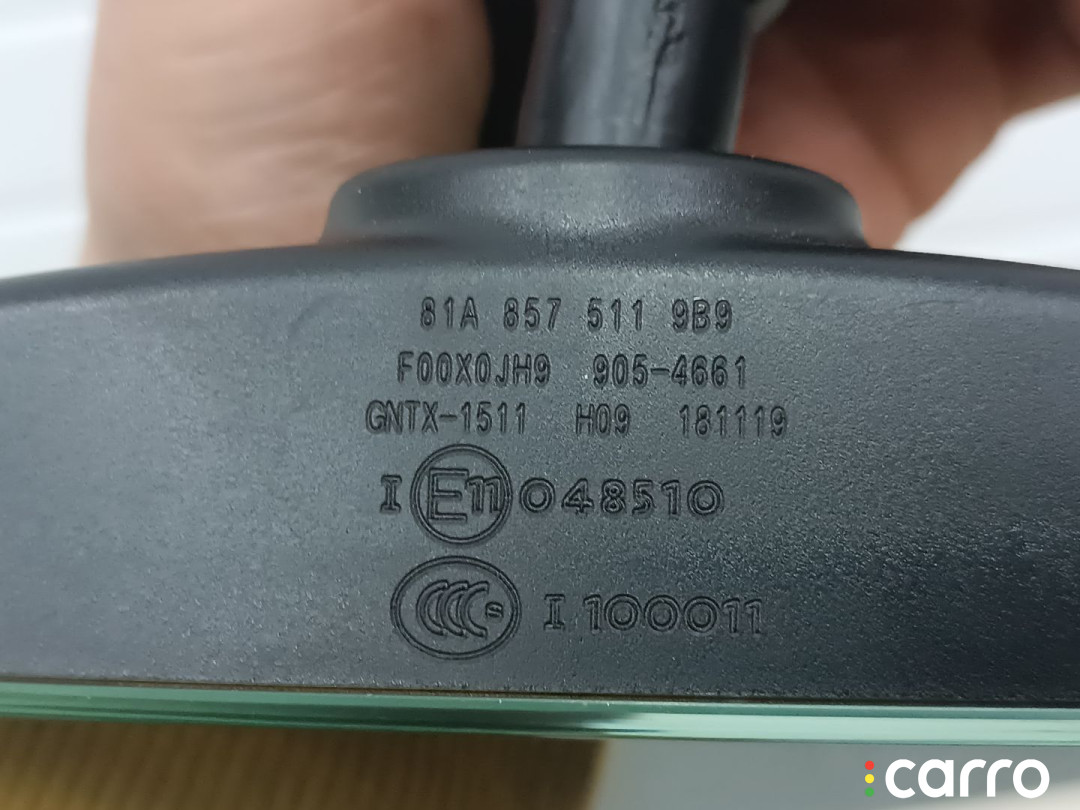 81A 857 511 9B9
F00X0JH9 905-4661
GNTX-1511 H09 181119
I E11 048510
CCC S I 100011
carro